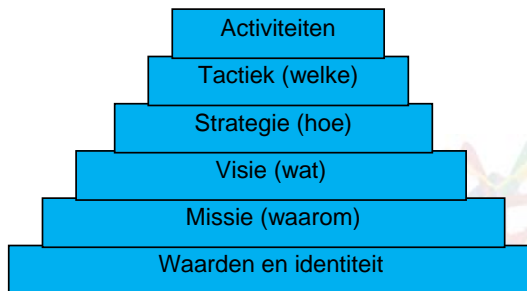 Activiteiten
Tactiek (welke)
Strategie (hoe)
Visie (wat)
Missie (waarom)
Waarden en identiteit